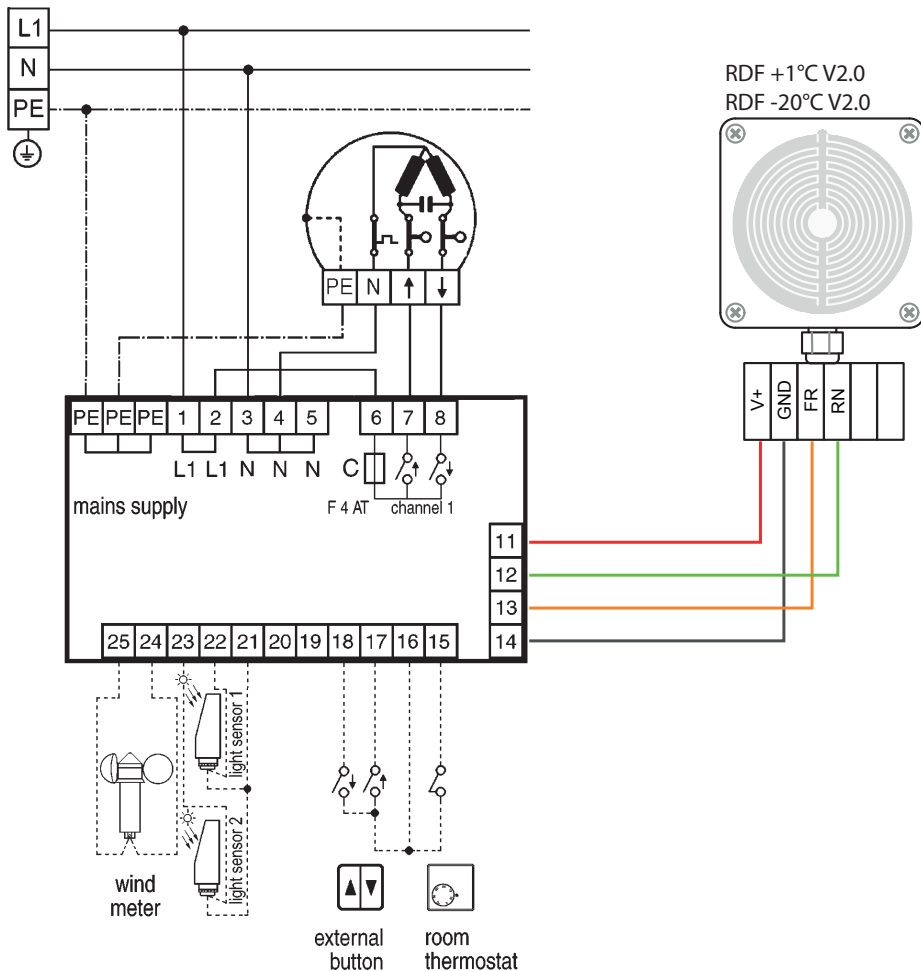 L1
N
PE
RDF +1°C V2.0
RDF -20°C V2.0
PE N
V+ GND FR RN
PE PE PE 1 2 3 4 5 6 7 8
L1 L1 N N N C
mains supply
F 4 AT channel 1
11
12
13
14
25 24 23 22 21 20 19 18 17 16 15
light sensor 1
light sensor 2
wind
meter
external
button
room
thermostat